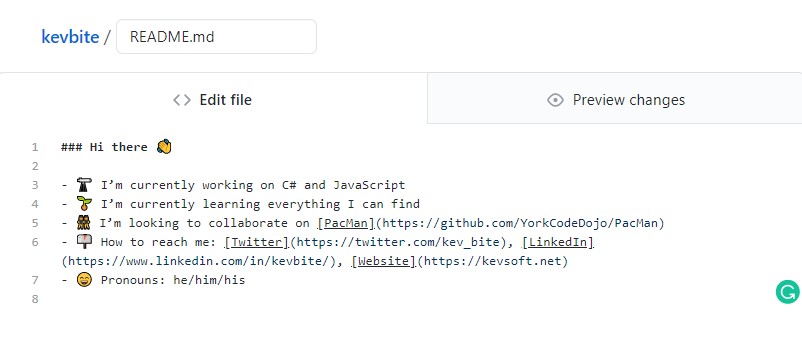 kevbite / README.md
Edit file
Preview changes
1 ### Hi there 👋
2
3 - 🔭 I’m currently working on C# and JavaScript
4 - 🌱 I’m currently learning everything I can find
5 - 👯 I’m looking to collaborate on [PacMan](https://github.com/YorkCodeDojo/PacMan)
6 - 📫 How to reach me: [Twitter](https://twitter.com/kev_bite), [LinkedIn]
(https://www.linkedin.com/in/kevbite/), [Website](https://kevsoft.net)
7 - 😄 Pronouns: he/him/his
8